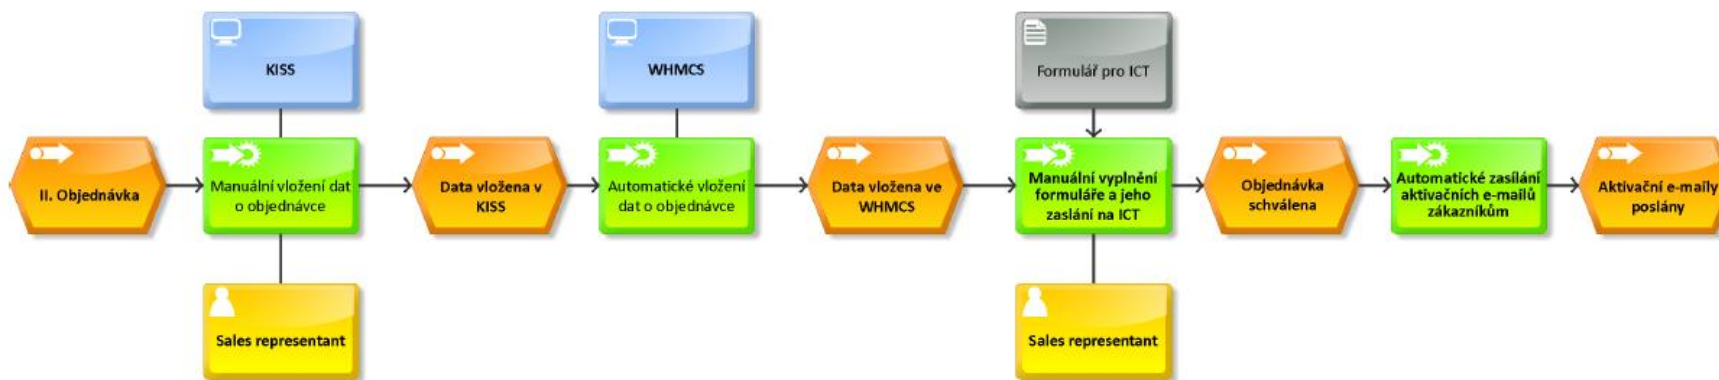 KISS
WHMCS
Formulář pro ICT
II. Objednávka
Manuální vložení dat
o objednávce
Data vložena v
KISS
Automatické vložení
dat o objednávce
Data vložena ve
WHMCS
Manuální vyplnění
formuláře a jeho
zaslání na ICT
Objednávka
schválena
Automatické zasílání
aktivačních e-mailů
zákazníkům
Aktivační e-maily
poslány
Sales representant
Sales representant